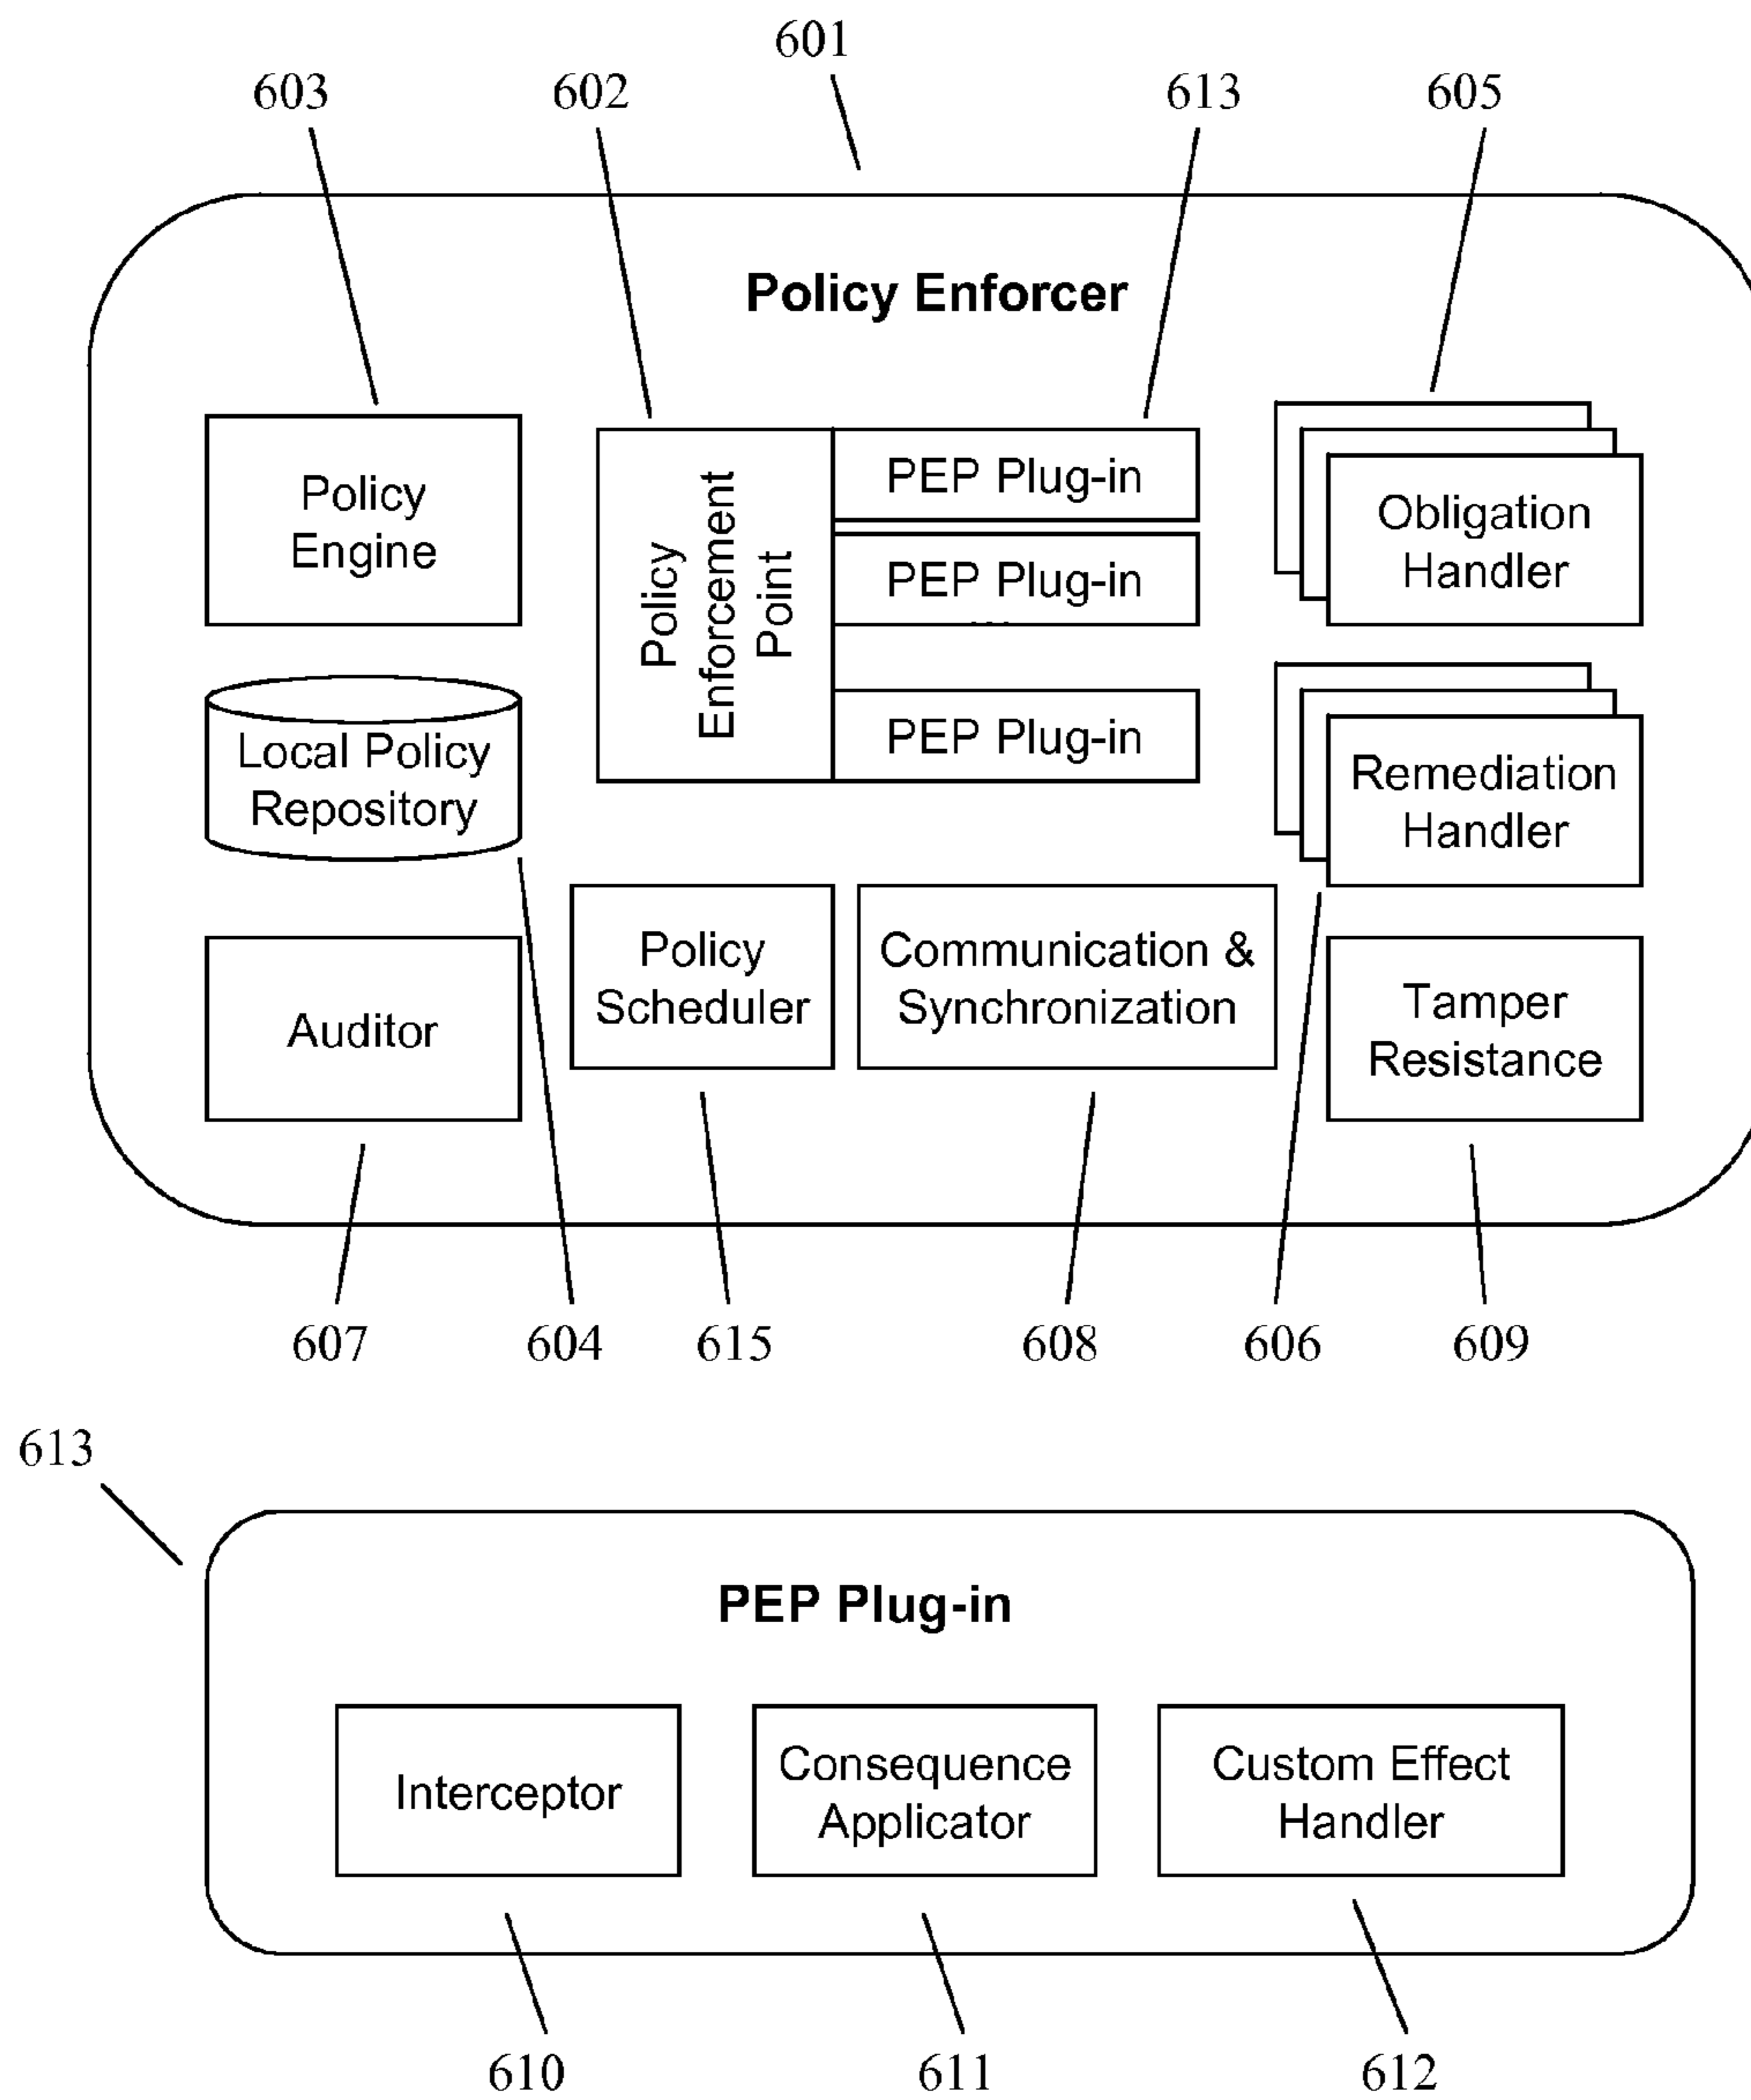 601
603
602
613
605
Policy Enforcer
Policy
Engine
Policy
Enforcement
Point
PEP Plug-in
PEP Plug-in
...
PEP Plug-in
Obligation
Handler
Local Policy
Repository
Remediation
Handler
Auditor
Policy
Scheduler
Communication &
Synchronization
Tamper
Resistance
607
604
615
608
606
609
613
PEP Plug-in
Interceptor
Consequence
Applicator
Custom Effect
Handler
610
611
612